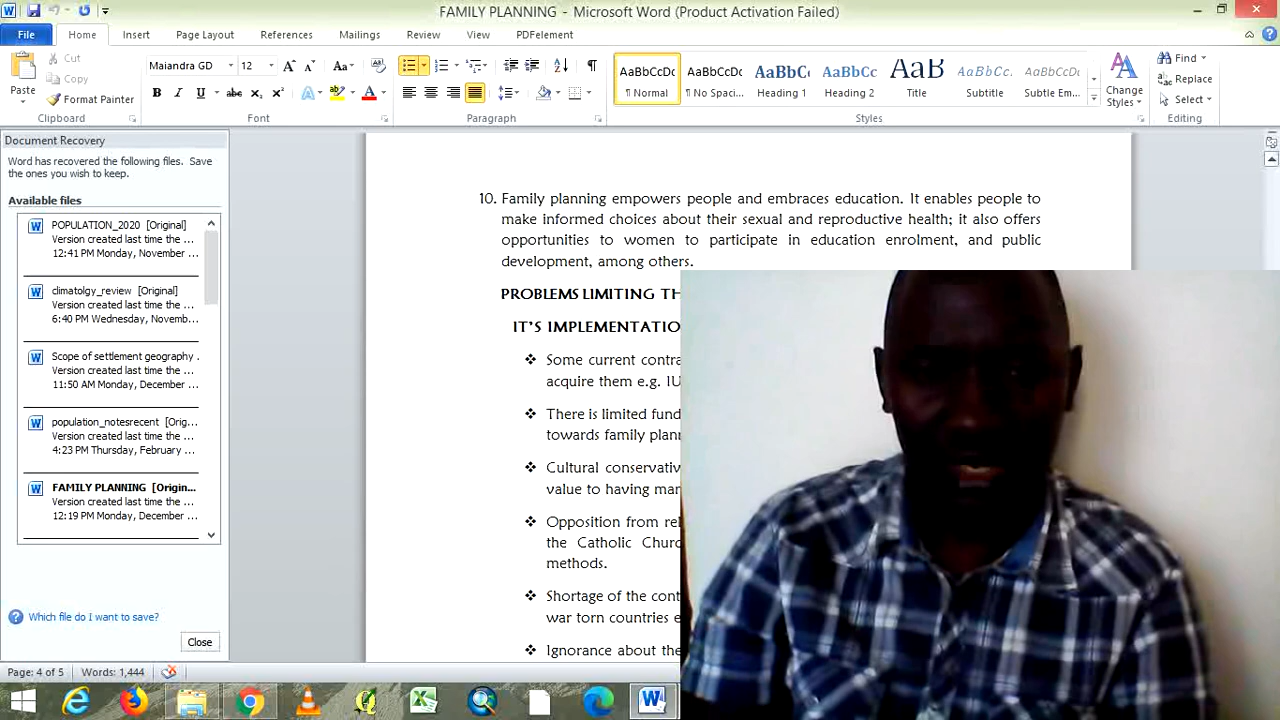 FAMILY PLANNING - Microsoft Word (Product Activation Failed)
File Home Insert Page Layout References Mailings Review View PDFelement
Paste
Cut
Copy
Format Painter
Clipboard
Maiandra GD 12
Font
Paragraph
AaBbCcDc AaBbCcDc AaBbC AaBbCc AaB AaBbCcL AaBbCcDc
¶ Normal ¶ No Spaci... Heading 1 Heading 2 Title Subtitle Subtle Em...
Change
Styles
Styles
Find
Replace
Select
Editing
Document Recovery
Word has recovered the following files. Save
the ones you wish to keep.
Available files
POPULATION_2020 [Original]
Version created last time the ...
12:41 PM Monday, November ...
climatolgy_review [Original]
Version created last time the ...
6:40 PM Wednesday, Novemb...
Scope of settlement geography .
Version created last time the ...
11:50 AM Monday, December ...
population_notesrecent [Orig...
Version created last time the ...
4:23 PM Thursday, February ...
FAMILY PLANNING [Origin...
Version created last time the ...
12:19 PM Monday, December ...
Which file do I want to save?
Close
10. Family planning empowers people and embraces education. It enables people to
make informed choices about their sexual and reproductive health; it also offers
opportunities to women to participate in education enrolment, and public
development, among others.
PROBLEMS LIMITING TH
IT'S IMPLEMENTATIO
❖ Some current contra
acquire them e.g. IU
❖ There is limited fund
towards family plann
❖ Cultural conservativ
value to having man
❖ Opposition from rel
the Catholic Churc
methods.
❖ Shortage of the cont
war torn countries e
❖ Ignorance about the
Page: 4 of 5 Words: 1,444